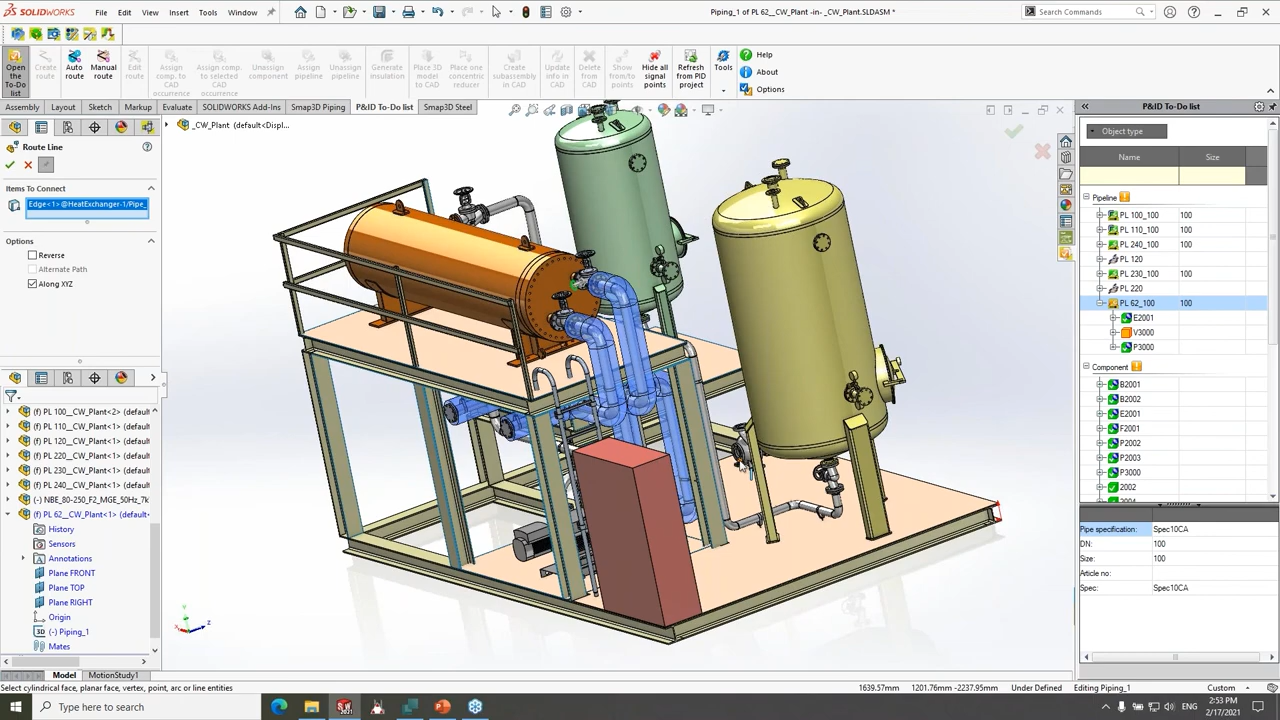 SOLIDWORKS File Edit View Insert Tools Window
Piping_1 of PL 62__CW_Plant -in- _CW_Plant.SLDASM *
Search Commands
Open the To-Do list
Create route
Auto route
Manual route
Edit route
Assign comp. to CAD occurrence
Assign comp. to selected CAD occurrence
Unassign component
Assign pipeline
Unassign pipeline
Generate insulation
Place 3D model to CAD
Place one concentric reducer
Create subassembly in CAD
Update info in CAD
Delete from CAD
Show from/to points
Hide all signal points
Refresh from PID project
Tools
Help
About
Options
Assembly Layout Sketch Markup Evaluate SOLIDWORKS Add-Ins Smap3D Piping P&ID To-Do list Smap3D Steel
_CW_Plant (default<Displ...
Route Line
Items To Connect
Edge<1>@HeatExchanger-1/Pipe_
Options
Reverse
Alternate Path
Along XYZ
(f) PL 100__CW_Plant<2> (default
(f) PL 110__CW_Plant<1> (default
(f) PL 120__CW_Plant<1> (default
(f) PL 220__CW_Plant<1> (default
(f) PL 230__CW_Plant<1> (default
(f) PL 240__CW_Plant<1> (default
(-) NBE_80-250_F2_MGE_50Hz_7k
(f) PL 62__CW_Plant<1> (default
History
Sensors
Annotations
Plane FRONT
Plane TOP
Plane RIGHT
Origin
(-) Piping_1
Mates
P&ID To-Do list
Object type
Name Size
Pipeline
PL 100_100 100
PL 110_100 100
PL 240_100 100
PL 120
PL 230_100 100
PL 220
PL 62_100 100
E2001
V3000
P3000
Component
B2001
B2002
E2001
F2001
P2002
P2003
P3000
2002
Pipe specification: Spec10CA
DN: 100
Size: 100
Article no:
Spec: Spec10CA
Y
X
Z
Model MotionStudy1
Select cylindrical face, planar face, vertex, point, arc or line entities
1639.57mm 1201.76mm -2237.95mm Under Defined Editing Piping_1 Custom
Type here to search
ENG
2:53 PM
2/17/2021